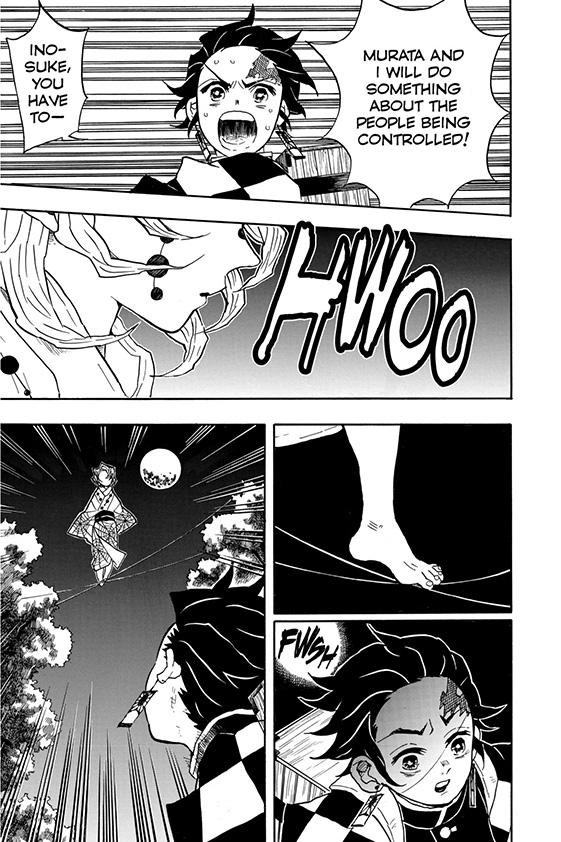 MURATA AND
I WILL DO
SOMETHING
ABOUT THE
PEOPLE BEING
CONTROLLED!
INO-
SUKE,
YOU
HAVE
TO—
HWOO
FWSH